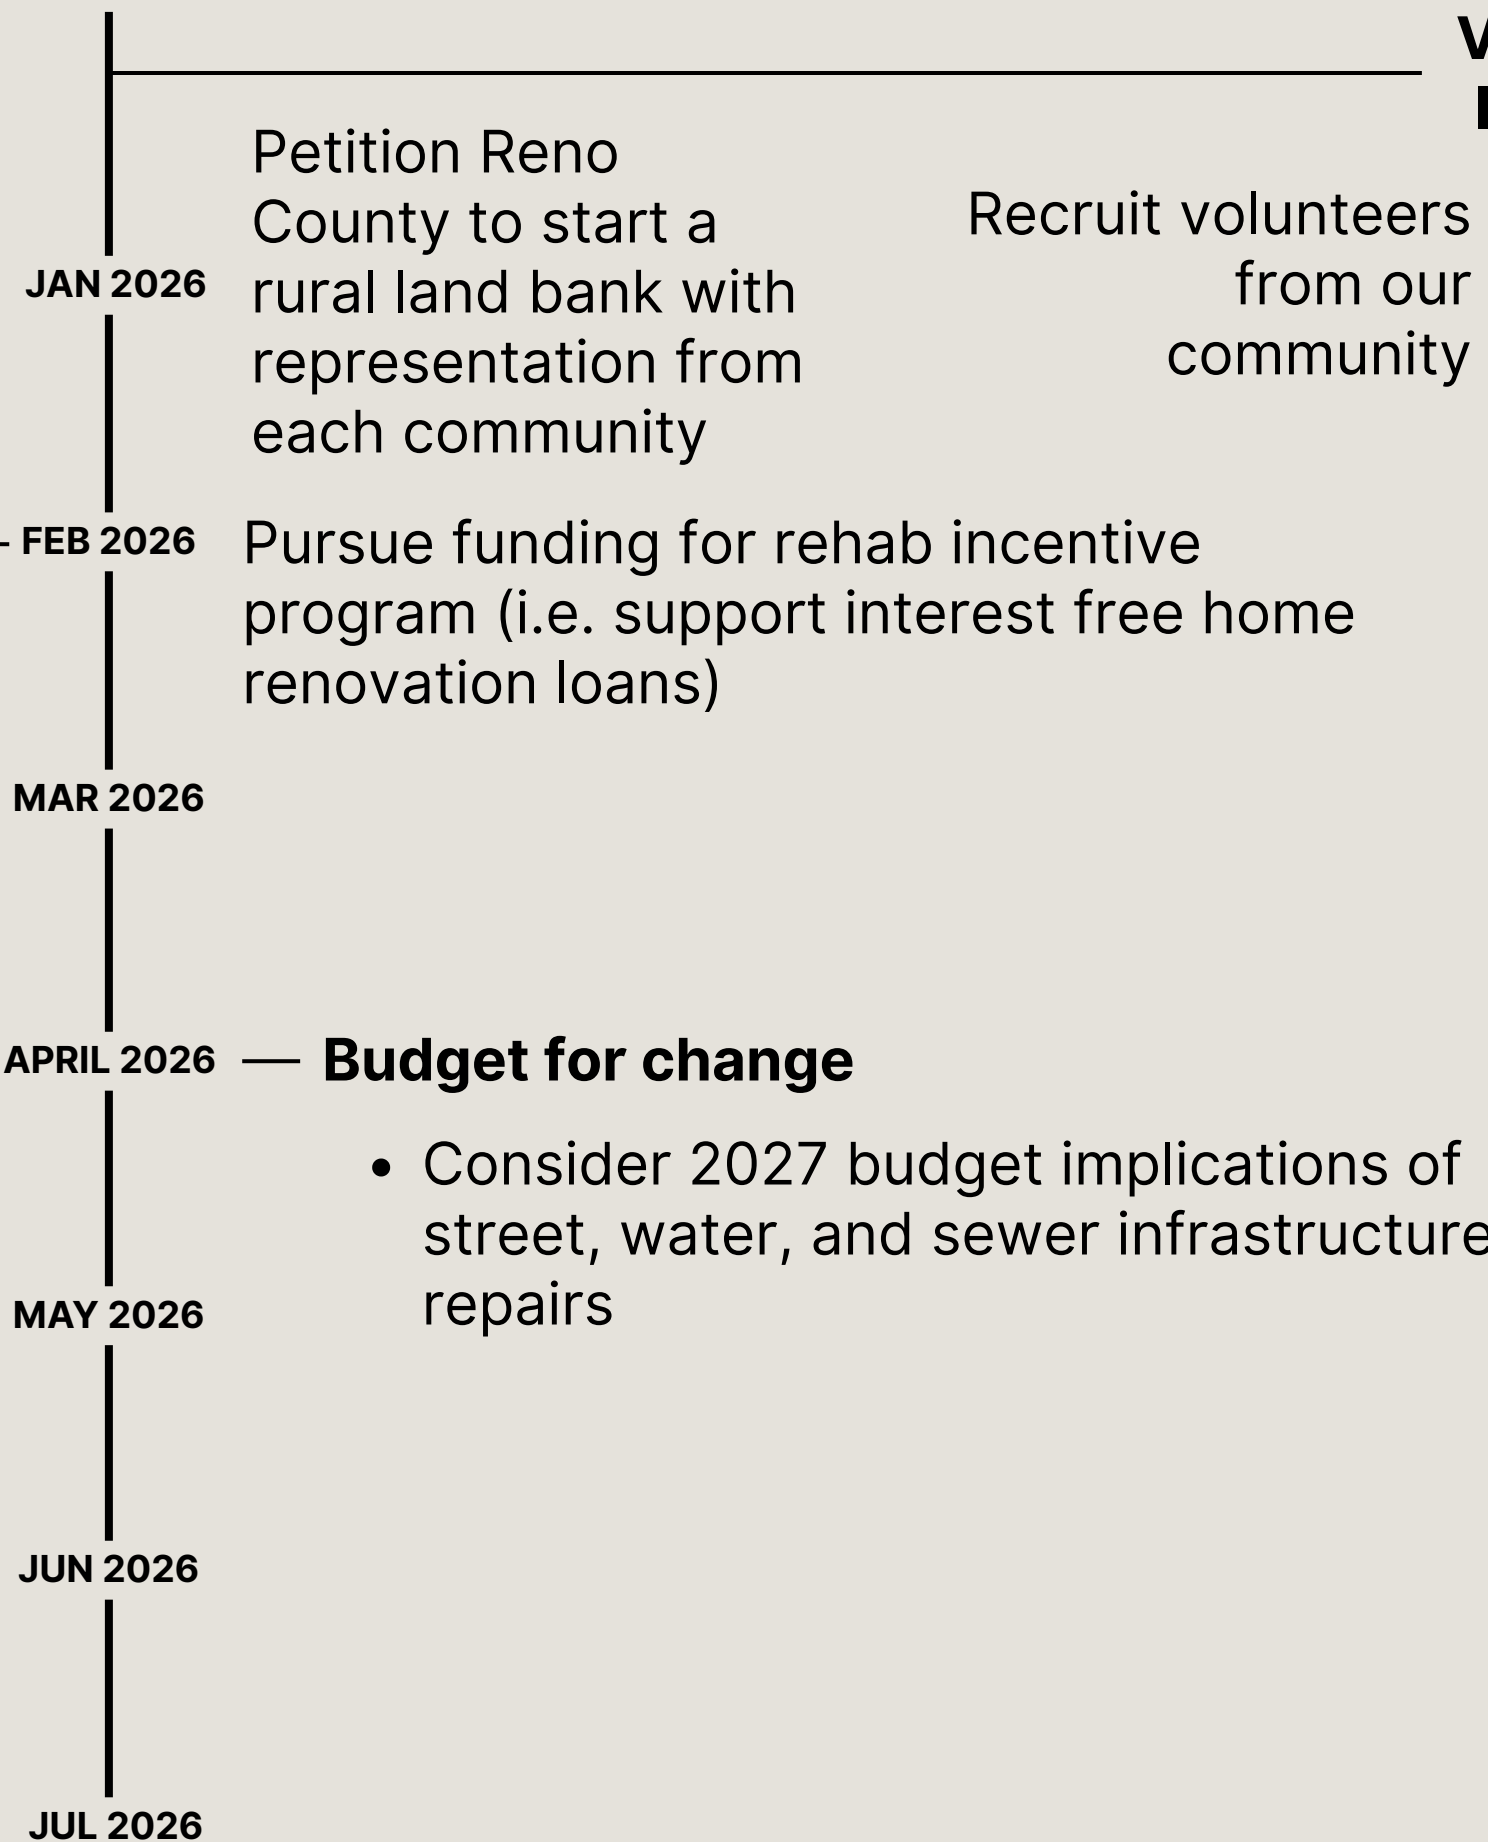 JAN 2026
Petition Reno
County to start a
rural land bank with
representation from
each community
Recruit volunteers
from our
community
- FEB 2026
Pursue funding for rehab incentive
program (i.e. support interest free home
renovation loans)
MAR 2026
APRIL 2026 — Budget for change
• Consider 2027 budget implications of
street, water, and sewer infrastructure
repairs
MAY 2026
JUN 2026
JUL 2026